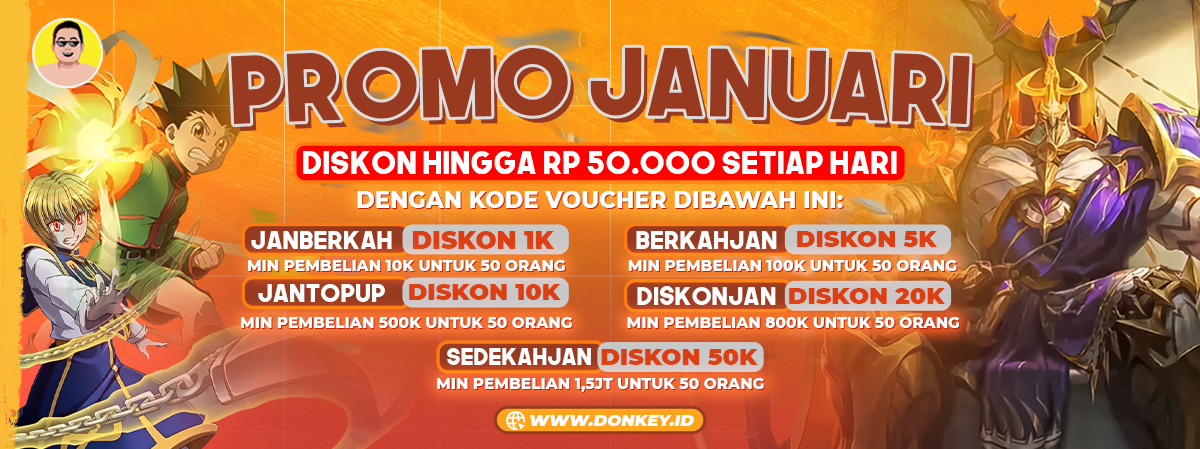 PROMO JANUARI
DISKON HINGGA RP 50.000 SETIAP HARI
DENGAN KODE VOUCHER DIBAWAH INI:
JANBERKAH DISKON 1K
MIN PEMBELIAN 10K UNTUK 50 ORANG
BERKAHJAN DISKON 5K
MIN PEMBELIAN 100K UNTUK 50 ORANG
JANTOPUP DISKON 10K
MIN PEMBELIAN 500K UNTUK 50 ORANG
DISKONJAN DISKON 20K
MIN PEMBELIAN 800K UNTUK 50 ORANG
SEDEKAHJAN DISKON 50K
MIN PEMBELIAN 1,5JT UNTUK 50 ORANG
WWW.DONKEY.ID